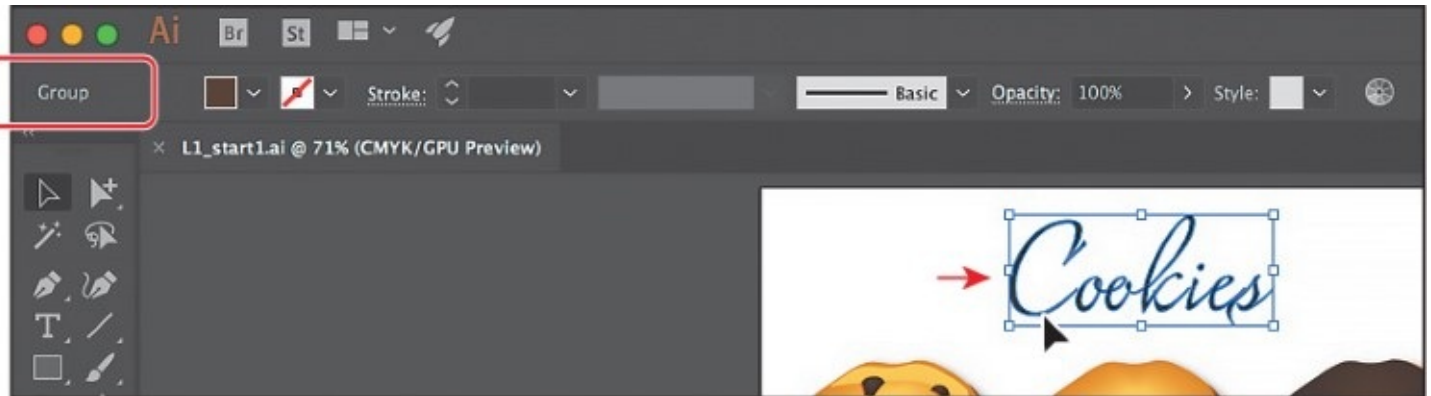 Ai Br St
Group Stroke: Basic Opacity: 100% Style:
× L1_start1.ai @ 71% (CMYK/GPU Preview)
Cookies
T